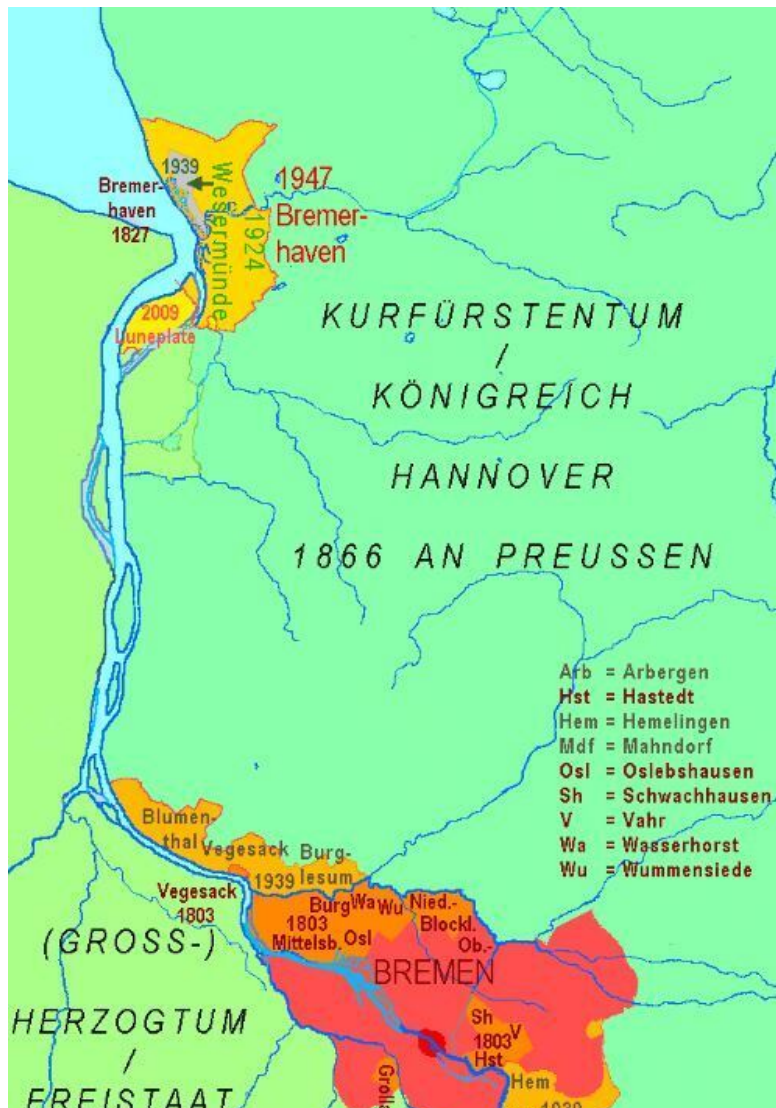 1939
Bremer-
haven
1827
Wesermünde
1924
1947
Bremer-
haven
2009
Luneplate
KURFÜRSTENTUM
/
KÖNIGREICH
HANNOVER
1866 AN PREUSSEN
Arb = Arbergen
Hst = Hastedt
Hem = Hemelingen
Mdf = Mahndorf
Osl = Oslebshausen
Sh = Schwachhausen
V = Vahr
Wa = Wasserhorst
Wu = Wummensiede
Blumen-
thal
Vegesack
Burg-
lesum
1939
Vegesack
1803
Burg
Wa
Wu
Nied.-
Blockl.
Ob.-
1803
Mittelsb.
Osl
BREMEN
(GROSS-)
HERZOGTUM
/
FREISTAAT
Sh
V
1803
Hst
Hem
1939